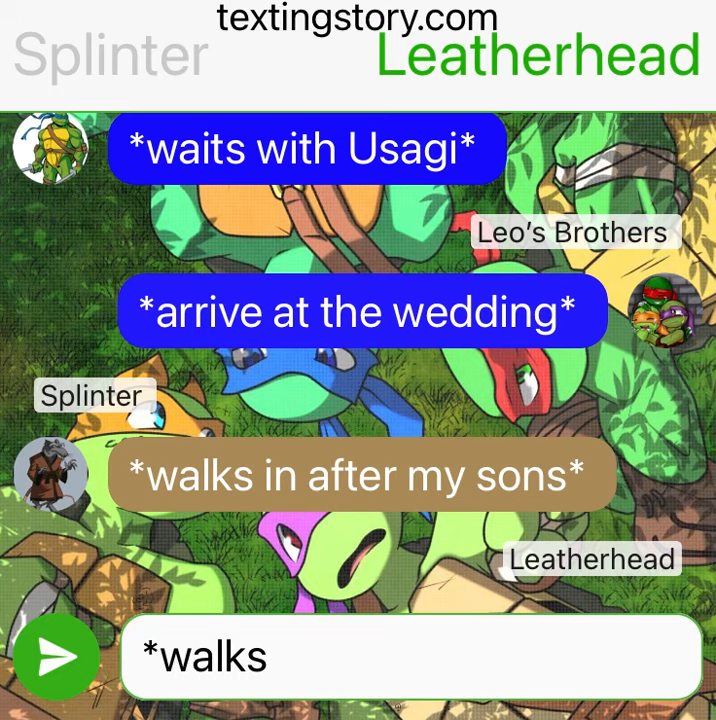 textingstory.com
Splinter Leatherhead
*waits with Usagi*
Leo’s Brothers
*arrive at the wedding*
Splinter
*walks in after my sons*
Leatherhead
*walks